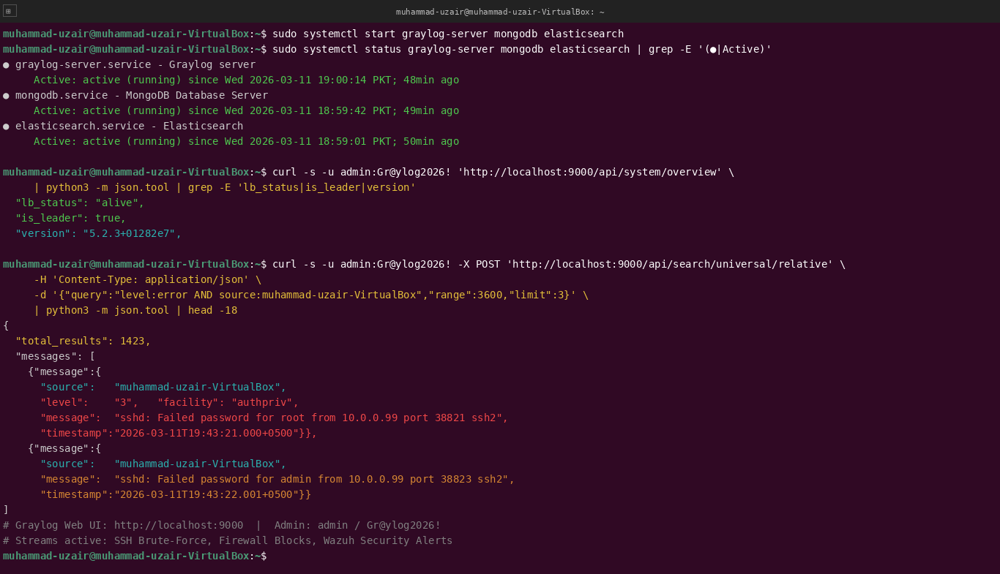 muhammad-uzair@muhammad-uzair-VirtualBox: ~
muhammad-uzair@muhammad-uzair-VirtualBox:~$ sudo systemctl start graylog-server mongodb elasticsearch
muhammad-uzair@muhammad-uzair-VirtualBox:~$ sudo systemctl status graylog-server mongodb elasticsearch | grep -E '(●|Active)'
● graylog-server.service - Graylog server
     Active: active (running) since Wed 2026-03-11 19:00:14 PKT; 48min ago
● mongodb.service - MongoDB Database Server
     Active: active (running) since Wed 2026-03-11 18:59:42 PKT; 49min ago
● elasticsearch.service - Elasticsearch
     Active: active (running) since Wed 2026-03-11 18:59:01 PKT; 50min ago
muhammad-uzair@muhammad-uzair-VirtualBox:~$ curl -s -u admin:Gr@ylog2026! 'http://localhost:9000/api/system/overview' \
     | python3 -m json.tool | grep -E 'lb_status|is_leader|version'
  "lb_status": "alive",
  "is_leader": true,
  "version": "5.2.3+01282e7",
muhammad-uzair@muhammad-uzair-VirtualBox:~$ curl -s -u admin:Gr@ylog2026! -X POST 'http://localhost:9000/api/search/universal/relative' \
     -H 'Content-Type: application/json' \
     -d '{"query":"level:error AND source:muhammad-uzair-VirtualBox","range":3600,"limit":3}' \
     | python3 -m json.tool | head -18
{
  "total_results": 1423,
  "messages": [
    {"message":{
      "source":   "muhammad-uzair-VirtualBox",
      "level":    "3",   "facility": "authpriv",
      "message":  "sshd: Failed password for root from 10.0.0.99 port 38821 ssh2",
      "timestamp":"2026-03-11T19:43:21.000+0500"}},
    {"message":{
      "source":   "muhammad-uzair-VirtualBox",
      "message":  "sshd: Failed password for admin from 10.0.0.99 port 38823 ssh2",
      "timestamp":"2026-03-11T19:43:22.001+0500"}}
]
# Graylog Web UI: http://localhost:9000  |  Admin: admin / Gr@ylog2026!
# Streams active: SSH Brute-Force, Firewall Blocks, Wazuh Security Alerts
muhammad-uzair@muhammad-uzair-VirtualBox:~$